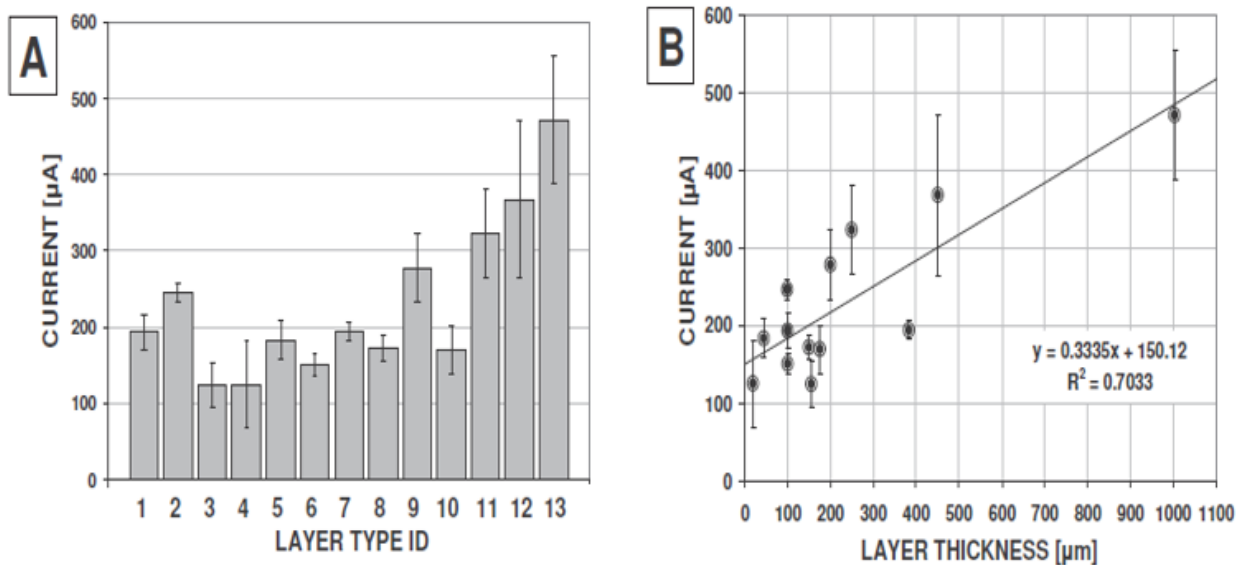 A
CURRENT [µA]
600
500
400
300
200
100
0
1 2 3 4 5 6 7 8 9 10 11 12 13
LAYER TYPE ID
B
CURRENT [µA]
600
500
400
300
200
100
0
y = 0.3335x + 150.12
R² = 0.7033
0 100 200 300 400 500 600 700 800 900 1000 1100
LAYER THICKNESS [µm]